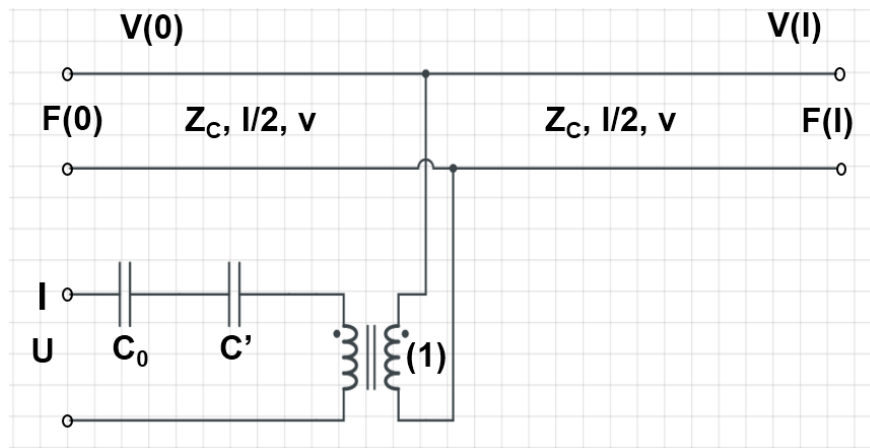 V(0) V(l)
F(0) Z_C, l/2, v Z_C, l/2, v F(l)
I
U C_0 C’ (1)